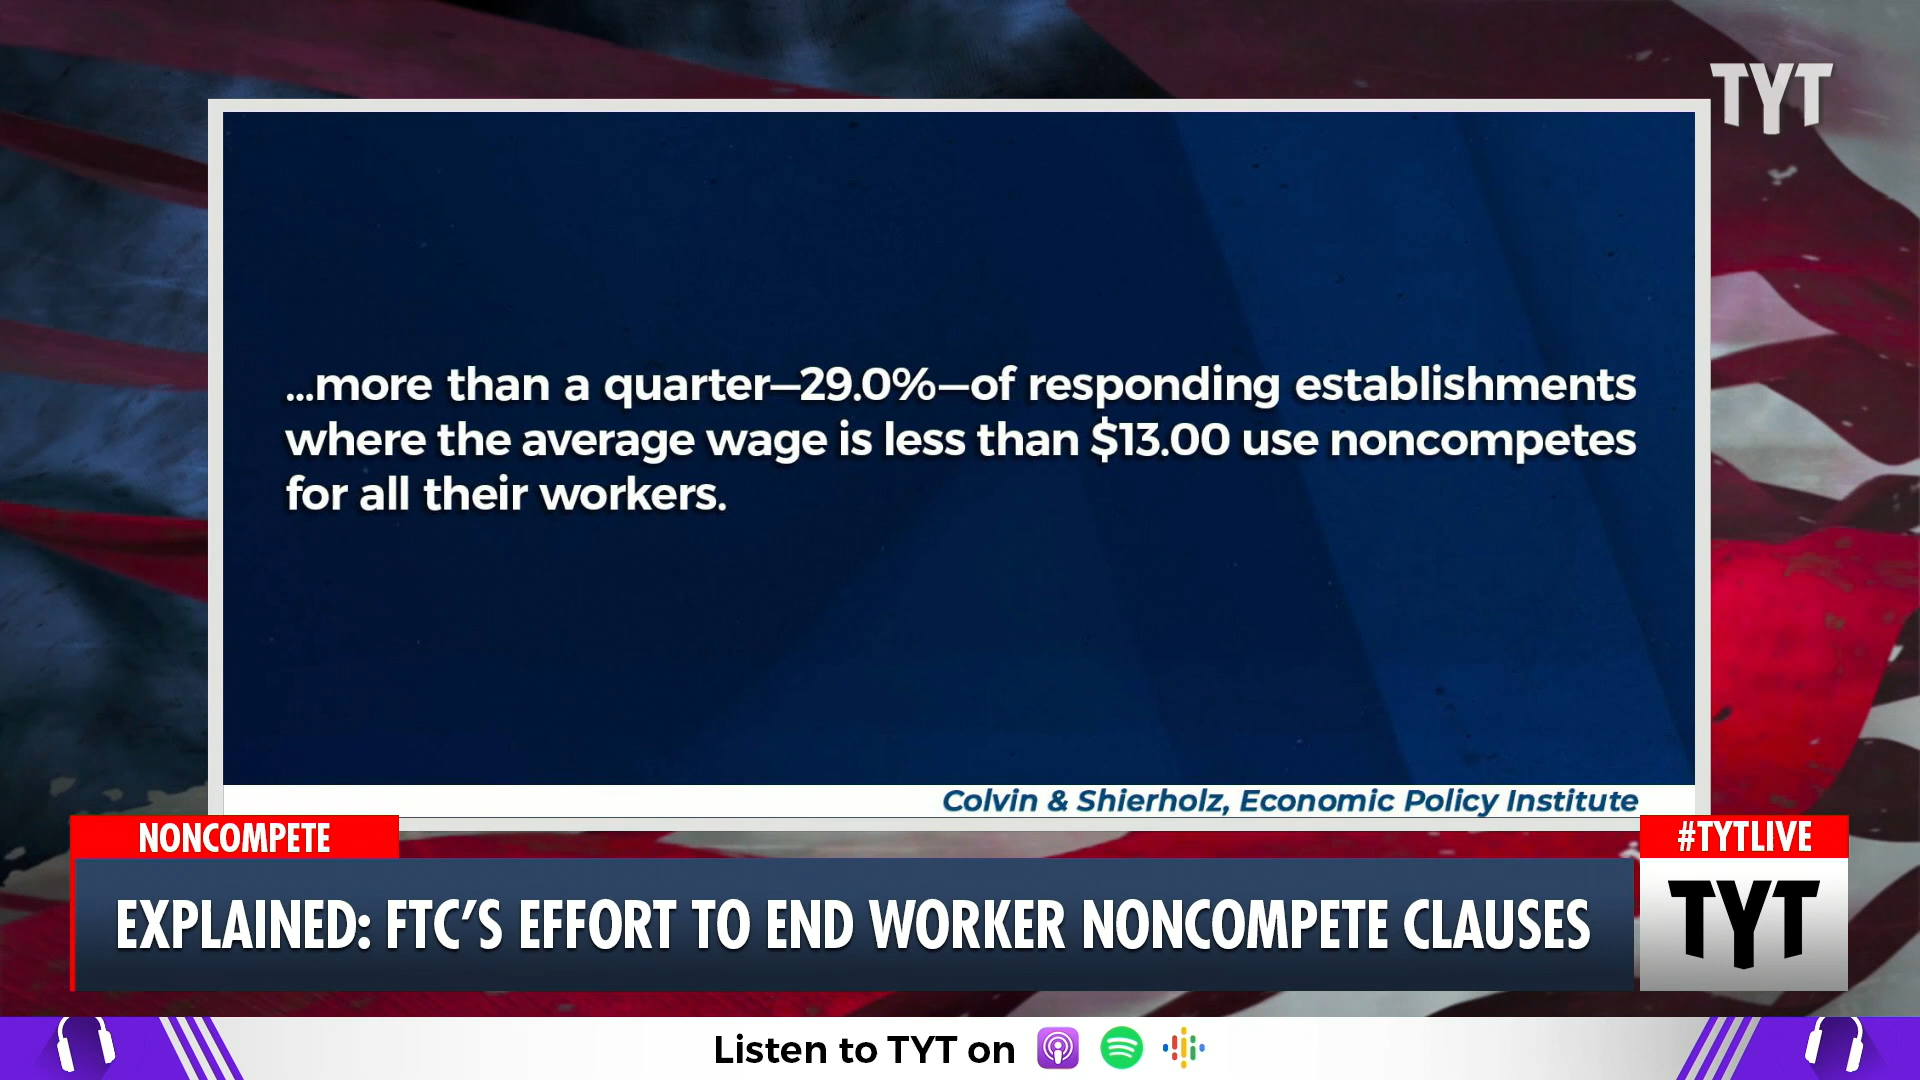 TYT
...more than a quarter—29.0%—of responding establishments
where the average wage is less than $13.00 use noncompetes
for all their workers.
Colvin & Shierholz, Economic Policy Institute
NONCOMPETE
#TYTLIVE
EXPLAINED: FTC'S EFFORT TO END WORKER NONCOMPETE CLAUSES
TYT
Listen to TYT on